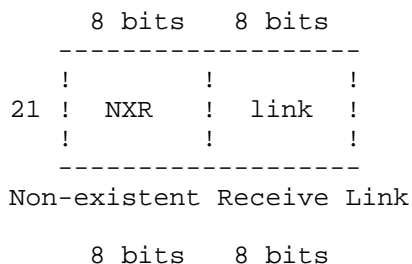 8 bits 8 bits
-------------------
! ! !
21 ! NXR ! link !
! ! !
-------------------
Non-existent Receive Link
8 bits 8 bits